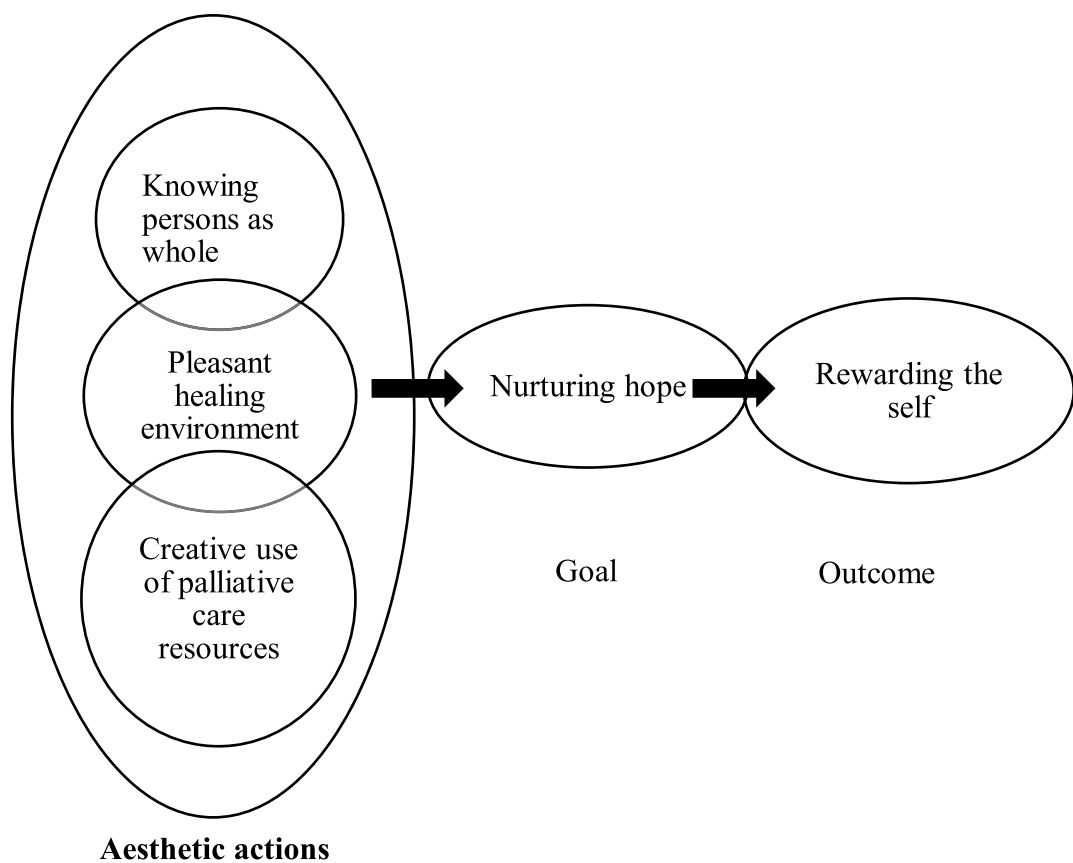 Knowing
persons as
whole
Pleasant
healing
environment
Creative use
of palliative
care
resources
Aesthetic actions
Nurturing hope
Goal
Rewarding the
self
Outcome